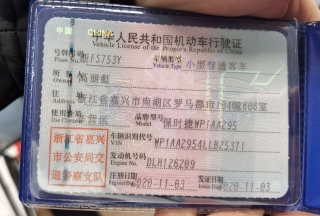 中华人民共和国机动车行驶证
Vehicle License of the People's Republic of China
号牌号码 F5753Y 车辆类型 小型普通客车
Plate No. Vehicle Type
所有人
住址 浙江省嘉兴市南湖区罗马都市 幢606室
使用性质 营运 品牌型号 保时捷WP1AA295
Use Character Model
浙江省嘉兴市公安局交通警察支队
车辆识别代号
VIN WP1AA2954LLB25371
发动机号码 DLH126209
Engine No.
注册日期 2020-11-03 发证日期 2020-11-03
Register Date Issue Date